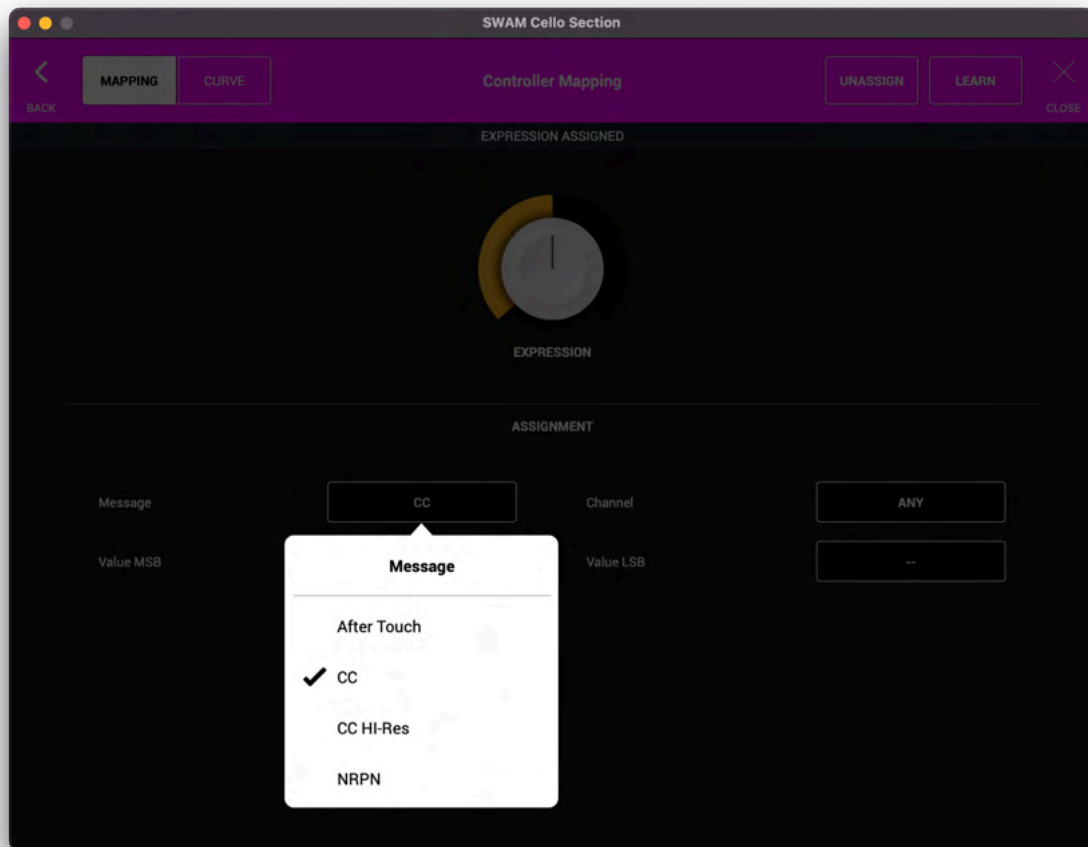 SWAM Cello Section
BACK
MAPPING
CURVE
Controller Mapping
UNASSIGN
LEARN
CLOSE
EXPRESSION ASSIGNED
EXPRESSION
ASSIGNMENT
Message
CC
Channel
ANY
Value MSB
Value LSB
--
Message
After Touch
CC
CC HI-Res
NRPN